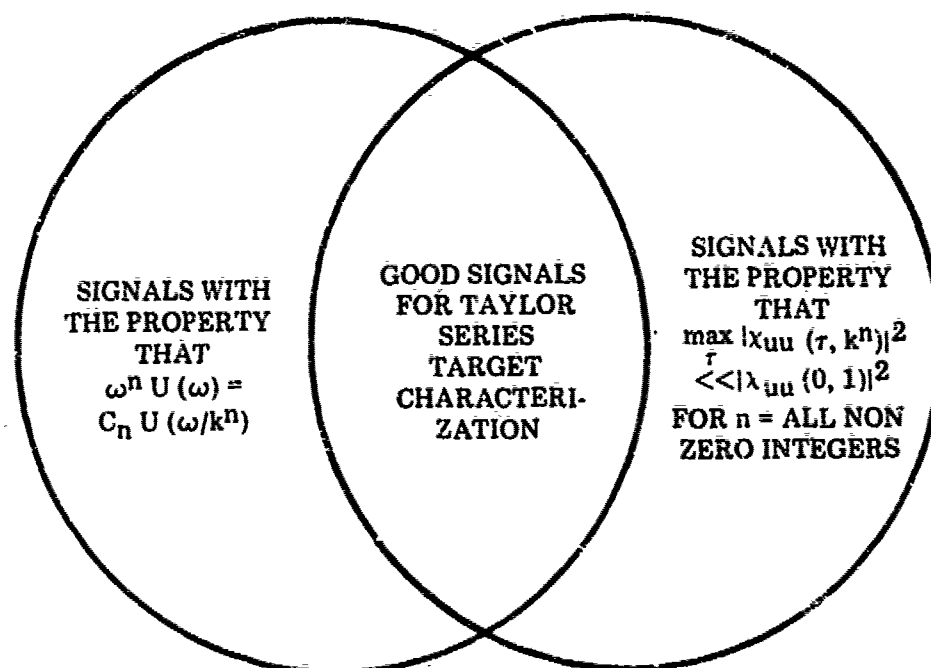 SIGNALS WITH
THE PROPERTY
THAT
ωⁿ U (ω) =
Cₙ U (ω/kⁿ)
GOOD SIGNALS
FOR TAYLOR
SERIES
TARGET
CHARACTERI-
ZATION
SIGNALS WITH
THE PROPERTY
THAT
max |χᵤᵤ (τ, kⁿ)|²
τ
<<|χᵤᵤ (0, 1)|²
FOR n = ALL NON
ZERO INTEGERS